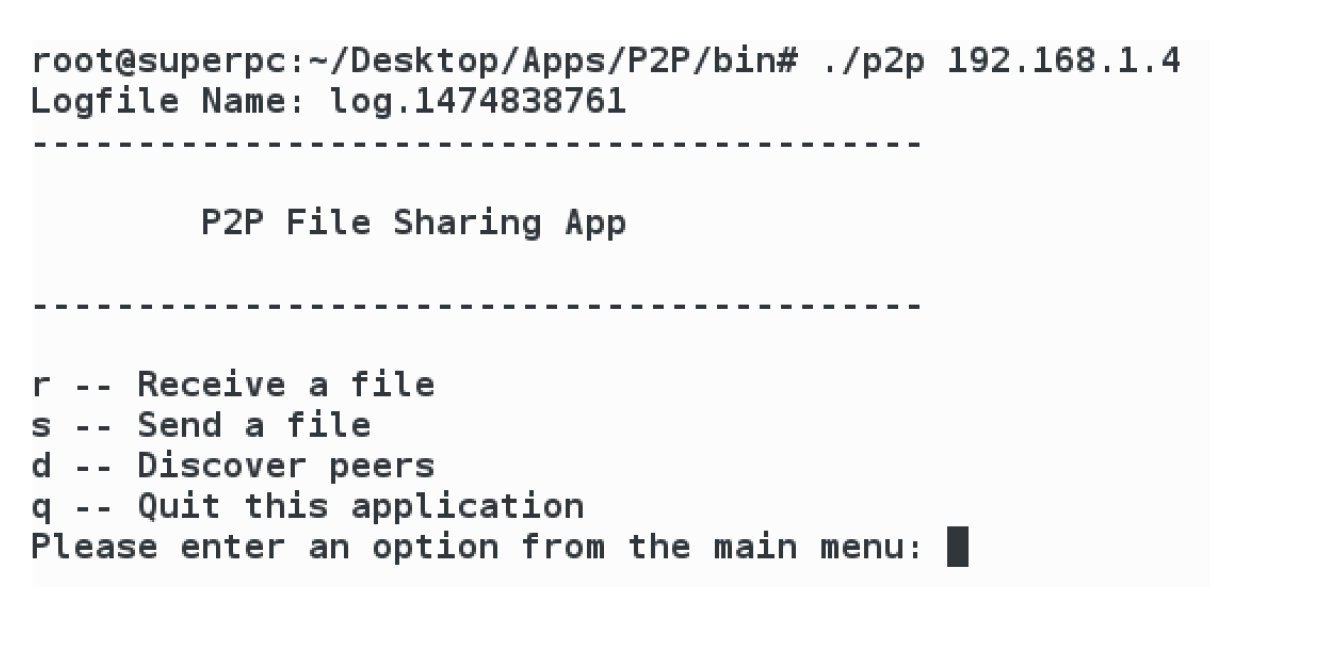 root@superpc:~/Desktop/Apps/P2P/bin# ./p2p 192.168.1.4
Logfile Name: log.1474838761
------------------------------------------
P2P File Sharing App
------------------------------------------
r -- Receive a file
s -- Send a file
d -- Discover peers
q -- Quit this application
Please enter an option from the main menu: